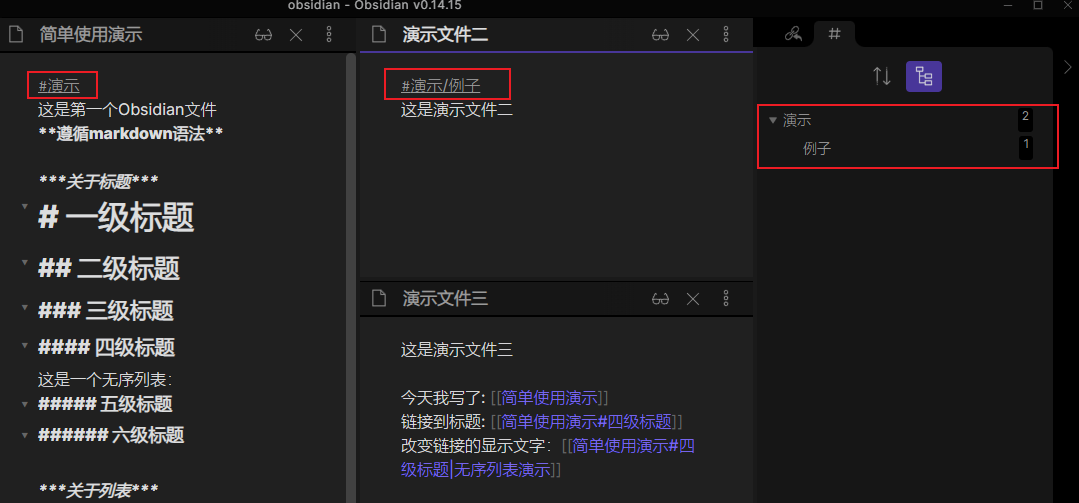 obsidian - Obsidian v0.14.15
简单使用演示
#演示
这是第一个Obsidian文件
**遵循markdown语法**
***关于标题***
# 一级标题
## 二级标题
### 三级标题
#### 四级标题
这是一个无序列表：
##### 五级标题
###### 六级标题
***关于列表***
演示文件二
#演示/例子
这是演示文件二
演示文件三
这是演示文件三
今天我写了: [[简单使用演示]]
链接到标题: [[简单使用演示#四级标题]]
改变链接的显示文字：[[简单使用演示#四
级标题|无序列表演示]]
#
演示 2
例子 1